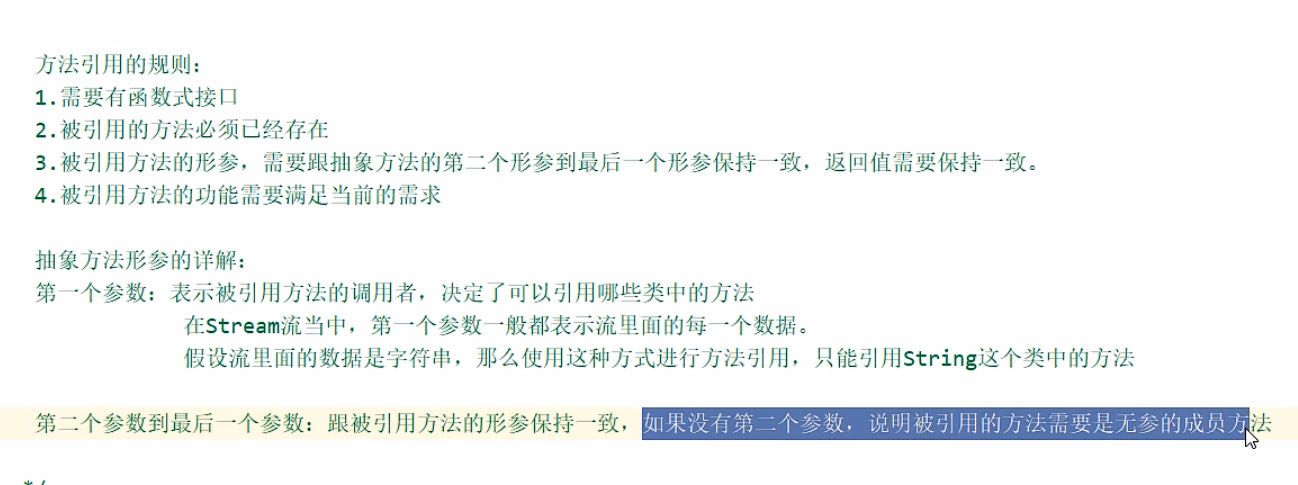 方法引用的规则：
1.需要有函数式接口
2.被引用的方法必须已经存在
3.被引用方法的形参，需要跟抽象方法的第二个形参到最后一个形参保持一致，返回值需要保持一致。
4.被引用方法的功能需要满足当前的需求
抽象方法形参的详解：
第一个参数：表示被引用方法的调用者，决定了可以引用哪些类中的方法
在Stream流当中，第一个参数一般都表示流里面的每一个数据。
假设流里面的数据是字符串，那么使用这种方式进行方法引用，只能引用String这个类中的方法
第二个参数到最后一个参数：跟被引用方法的形参保持一致，如果没有第二个参数，说明被引用的方法需要是无参的成员方法
*/